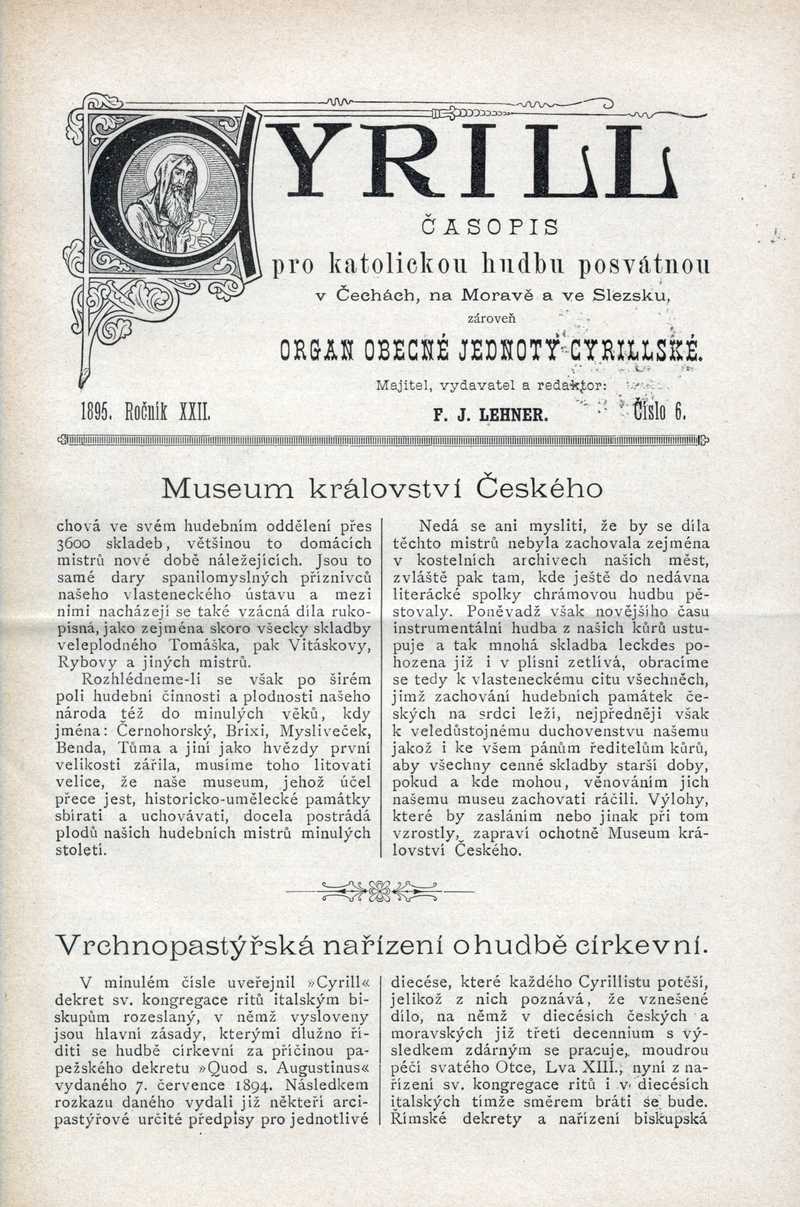 CYRILL
ČASOPIS
pro katolickou hudbu posvátnou
v Čechách, na Moravě a ve Slezsku,
zároveň
ORGAN OBECNÉ JEDNOTY CYRILLSKÉ.
Majitel, vydavatel a redaktor:
1895. Ročník XXII.
F. J. LEHNER.
Číslo 6.
Museum království Českého
chová ve svém hudebním oddělení přes
3600 skladeb, většinou to domácích
mistrů nové době náležejících. Jsou to
samé dary spanilomyslných příznivců
našeho vlasteneckého ústavu a mezi
nimi nacházejí se také vzácná díla ruko-
pisná, jako zejména skoro všecky skladby
veleplodného Tomáška, pak Vitáskovy,
Rybovy a jiných mistrů.
Rozhlédneme-li se však po širém
poli hudební činnosti a plodnosti našeho
národa též do minulých věků, kdy
jména: Černohorský, Brixi, Mysliveček,
Benda, Tůma a jiní jako hvězdy první
velikosti zářila, musíme toho litovati
velice, že naše museum, jehož účel
přece jest, historicko-umělecké památky
sbírati a uchovávati, docela postrádá
plodů našich hudebních mistrů minulých
století.
Nedá se ani mysliti, že by se díla
těchto mistrů nebyla zachovala zejména
v kostelních archivech našich měst,
zvláště pak tam, kde ještě do nedávna
literácké spolky chrámovou hudbu pě-
stovaly. Poněvadž však novějšího času
instrumentální hudba z našich kůrů ustu-
puje a tak mnohá skladba leckdes po-
hozena již i v plísni zetlívá, obracíme
se tedy k vlasteneckému citu všechněch,
jimž zachování hudebních památek če-
ských na srdci leží, nejpředněji však
k veledůstojnému duchovenstvu našemu
jakož i ke všem pánům ředitelům kůrů,
aby všechny cenné skladby starší doby,
pokud a kde mohou, věnováním jich
našemu museu zachovati ráčili. Výlohy,
které by zasláním nebo jinak při tom
vzrostly, zapraví ochotně Museum krá-
lovství Českého.
Vrchnopastýřská nařízení o hudbě církevní.
V minulém čísle uveřejnil »Cyrill«
dekret sv. kongregace ritů italským bi-
skupům rozeslaný, v němž vysloveny
jsou hlavní zásady, kterými dlužno ří-
diti se hudbě církevní za příčinou pa-
pežského dekretu »Quod s. Augustinus«
vydaného 7. července 1894. Následkem
rozkazu daného vydali již někteří arci-
pastýřové určité předpisy pro jednotlivé
diecése, které každého Cyrillistu potěší,
jelikož z nich poznává, že vznešené
dílo, na němž v diecésích českých a
moravských již třetí decennium s vý-
sledkem zdárným se pracuje, moudrou
péčí svatého Otce, Lva XIII., nyní z na-
řízení sv. kongregace ritů i v diecésích
italských tímže směrem bráti se bude.
Římské dekrety a nařízení biskupská